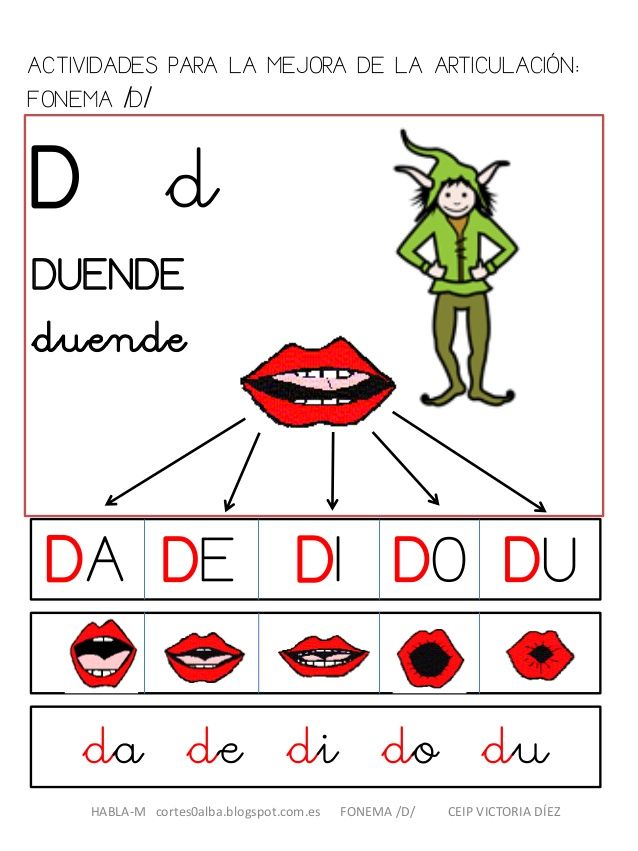 ACTIVIDADES PARA LA MEJORA DE LA ARTICULACIÓN:
FONEMA /D/
D d
DUENDE
duende
DA DE DI DO DU
da de di do du
HABLA-M cortes0alba.blogspot.com.es FONEMA /D/ CEIP VICTORIA DÍEZ